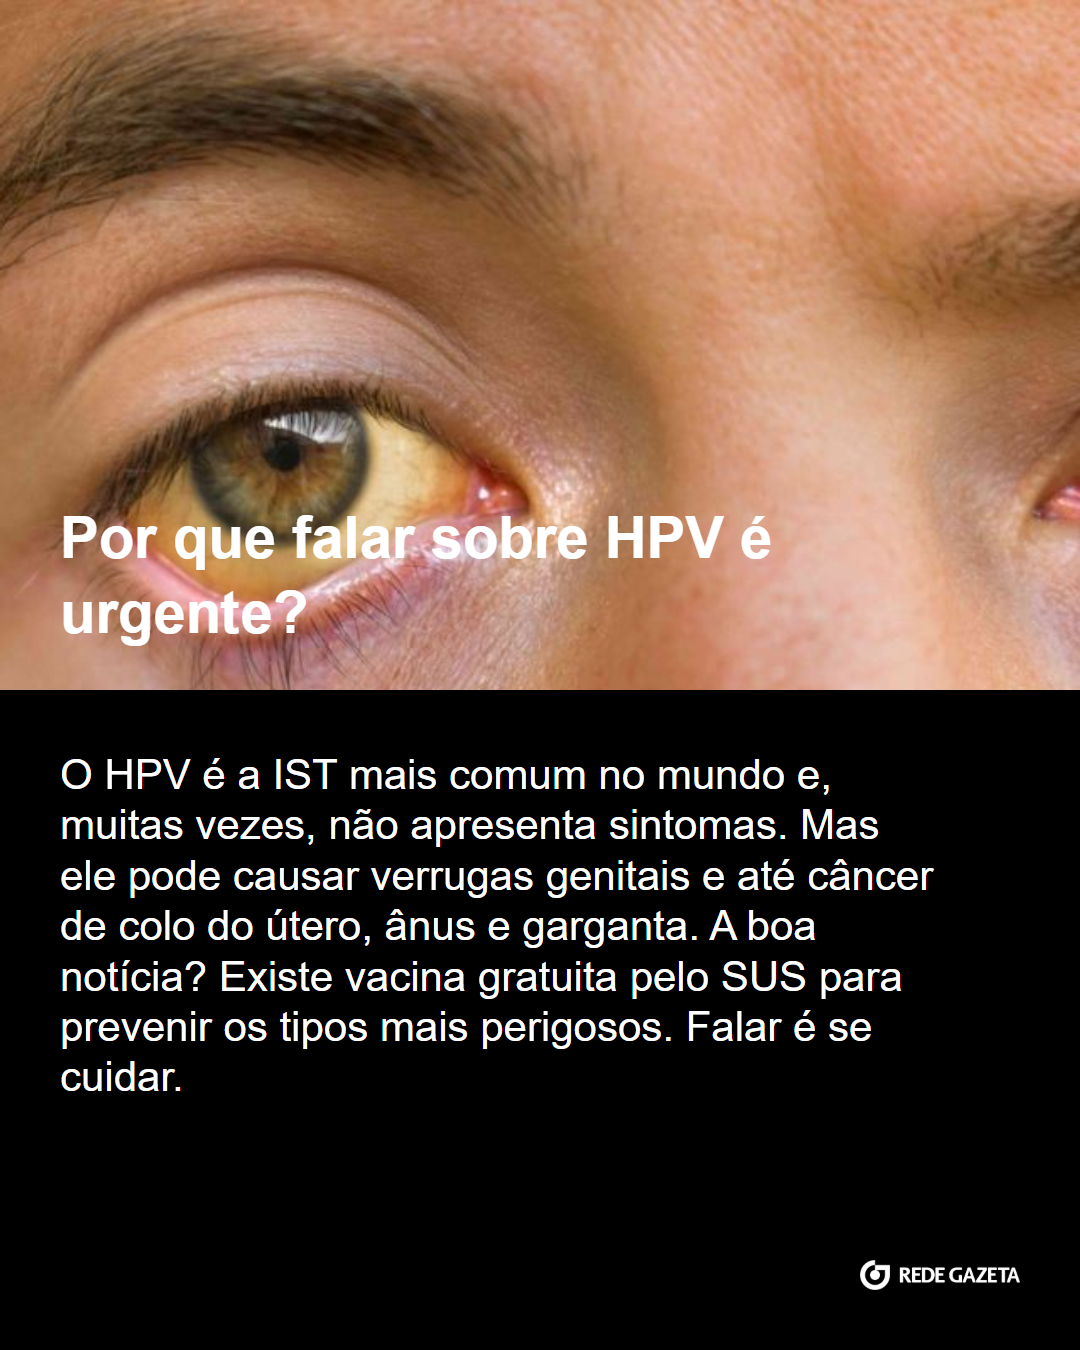 Por que falar sobre HPV é
urgente?
O HPV é a IST mais comum no mundo e,
muitas vezes, não apresenta sintomas. Mas
ele pode causar verrugas genitais e até câncer
de colo do útero, ânus e garganta. A boa
notícia? Existe vacina gratuita pelo SUS para
prevenir os tipos mais perigosos. Falar é se
cuidar.
REDE GAZETA